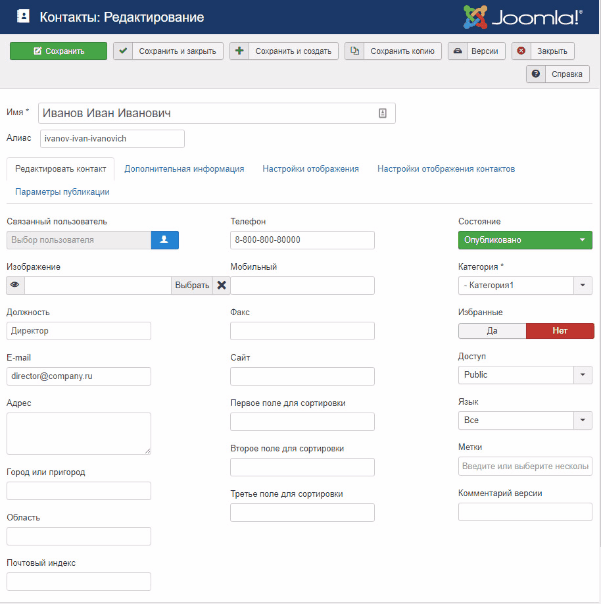 Контакты: Редактирование
Joomla!®
Сохранить Сохранить и закрыть Сохранить и создать Сохранить копию Версии Закрыть
Справка
Имя * Иванов Иван Иванович
Алиас ivanov-ivan-ivanovich
Редактировать контакт Дополнительная информация Настройки отображения Настройки отображения контактов
Параметры публикации
Связанный пользователь Телефон Состояние
Выбор пользователя 8-800-800-80000 Опубликовано
Изображение Мобильный Категория *
Выбрать - Категория1
Должность Факс Избранные
Директор Да Нет
E-mail Сайт Доступ
director@company.ru Public
Адрес Первое поле для сортировки Язык
Все
Второе поле для сортировки Метки
Введите или выберите несколы
Город или пригород
Третье поле для сортировки Комментарий версии
Область
Почтовый индекс